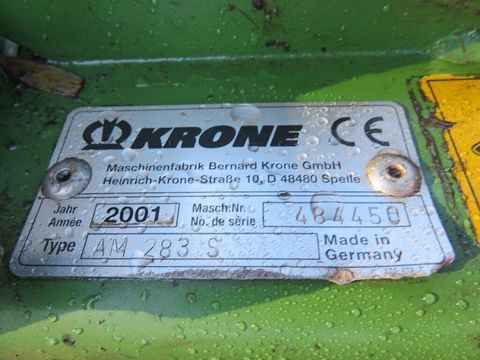 KRONE CE
Maschinenfabrik Bernard Krone GmbH
Heinrich-Krone-Straße 10, D 48480 Spelle
Jahr Année 2001 Masch:Nr. No. de série 484450
Type AM 283 S Made in Germany